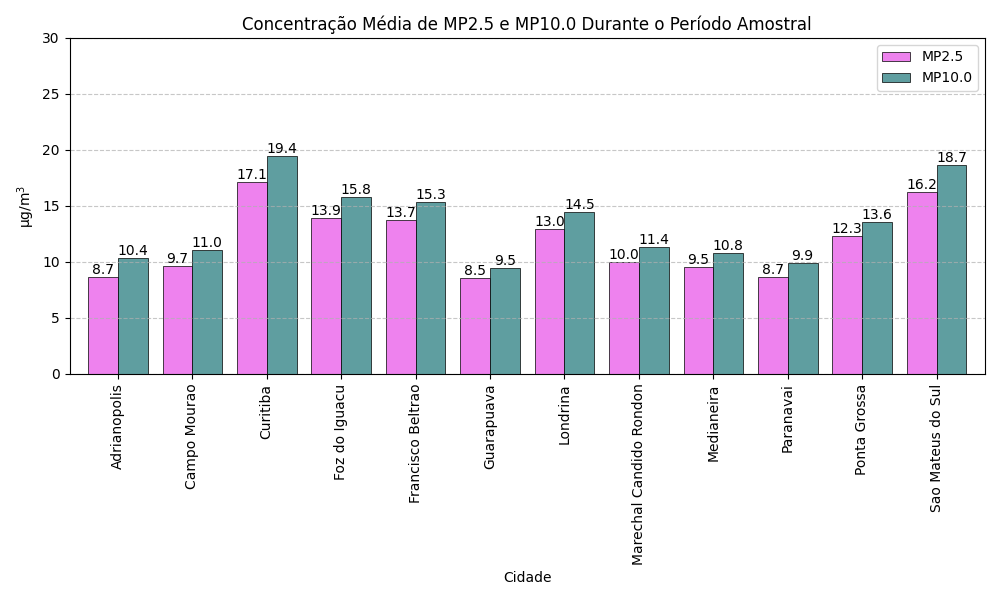 Concentração Média de MP2.5 e MP10.0 Durante o Período Amostral
MP2.5
MP10.0
µg/m³
30
25
20
15
10
5
0
8.7 10.4
9.7 11.0
17.1 19.4
13.9 15.8
13.7 15.3
8.5 9.5
13.0 14.5
10.0 11.4
9.5 10.8
8.7 9.9
12.3 13.6
16.2 18.7
Adrianopolis
Campo Mourao
Curitiba
Foz do Iguacu
Francisco Beltrao
Guarapuava
Londrina
Marechal Candido Rondon
Medianeira
Paranavai
Ponta Grossa
Sao Mateus do Sul
Cidade